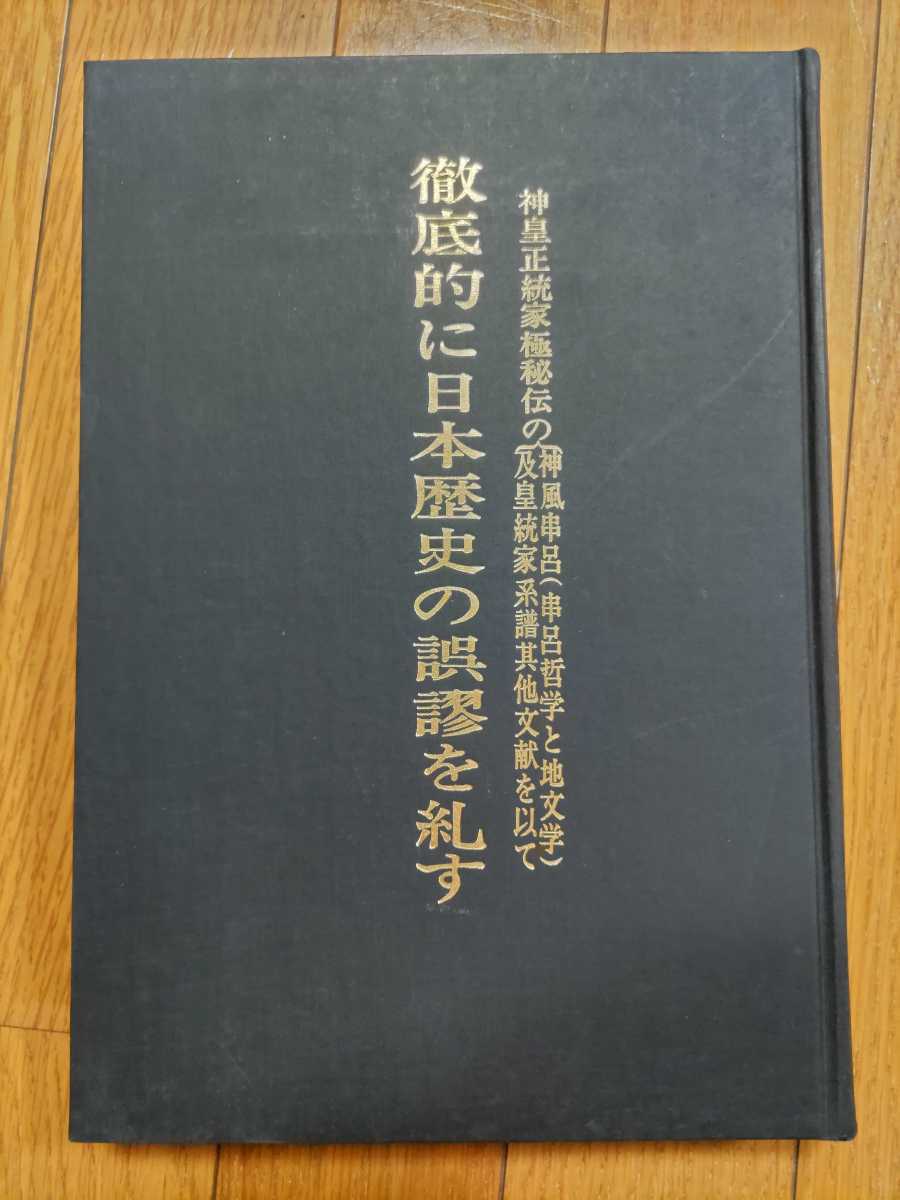 神皇正統家極秘伝の
神風串呂(串呂哲学と地文学)
及皇統家系譜其他文献を以て
徹底的に日本歴史の誤謬を糺す